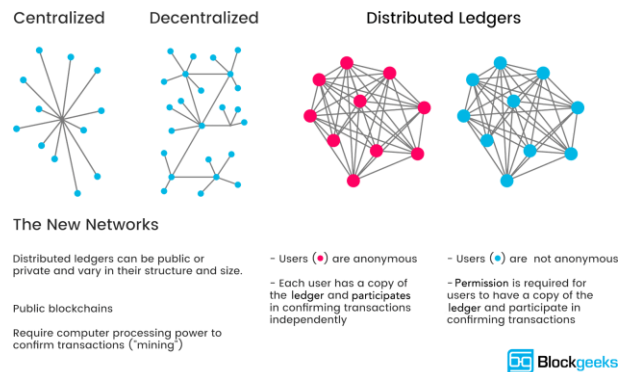 Centralized
Decentralized
Distributed Ledgers
The New Networks
Distributed ledgers can be public or
private and vary in their structure and size.
Public blockchains
Require computer processing power to
confirm transactions ("mining")
- Users (●) are anonymous
- Each user has a copy of
the ledger and participates
in confirming transactions
independently
- Users (●) are not anonymous
- Permission is required for
users to have a copy of the
ledger and participate in
confirming transactions
Blockgeeks